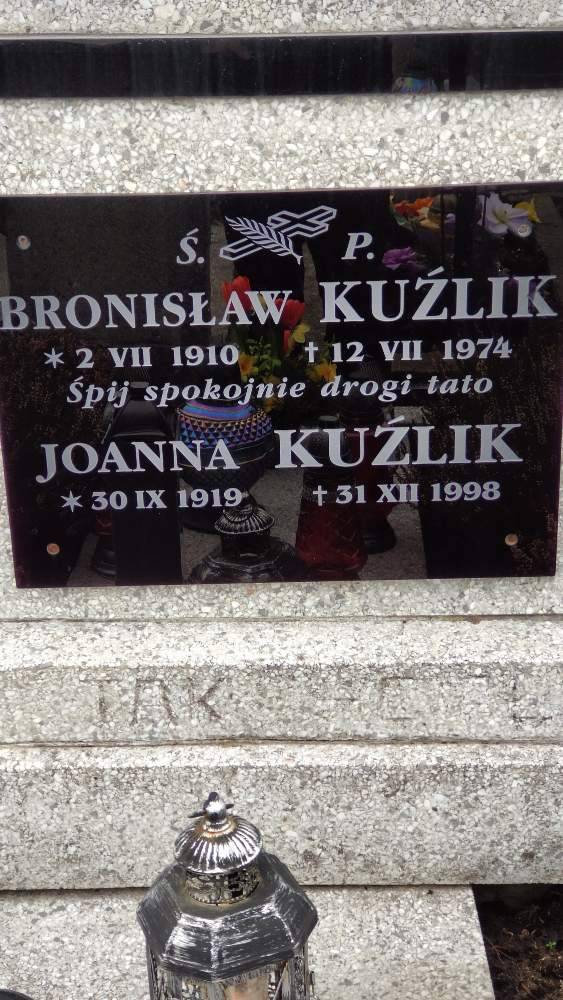 Ś. P.
BRONISŁAW KUŹLIK
* 2 VII 1910 † 12 VII 1974
Śpij spokojnie drogi tato
JOANNA KUŹLIK
* 30 IX 1919 † 31 XII 1998